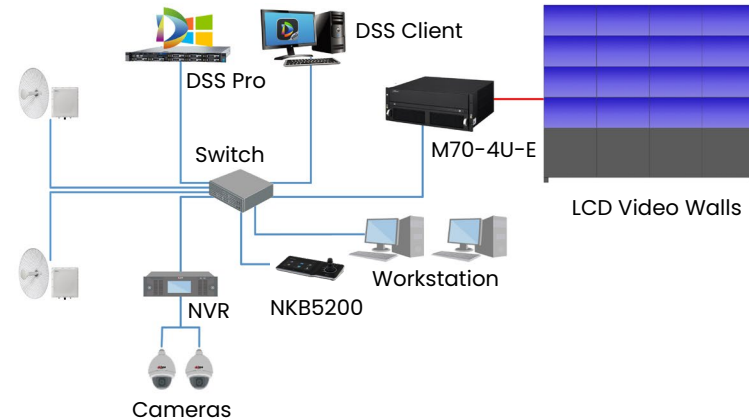 DSS Client
DSS Pro
M70-4U-E
Switch
LCD Video Walls
Workstation
NKB5200
NVR
Cameras